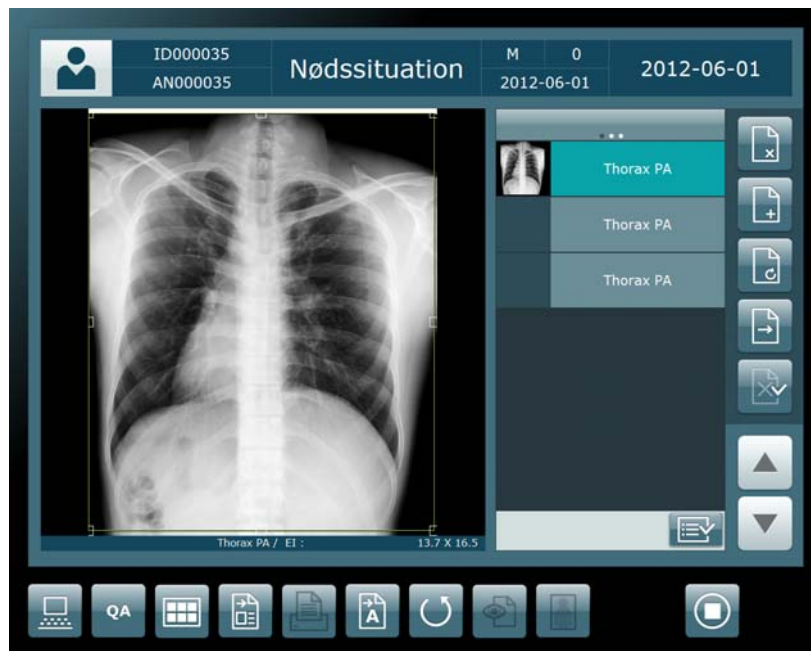 ID000035
AN000035
Nødssituation
M 0
2012-06-01
2012-06-01
Thorax PA
Thorax PA
Thorax PA
Thorax PA / EI :
13.7 X 16.5
QA
A